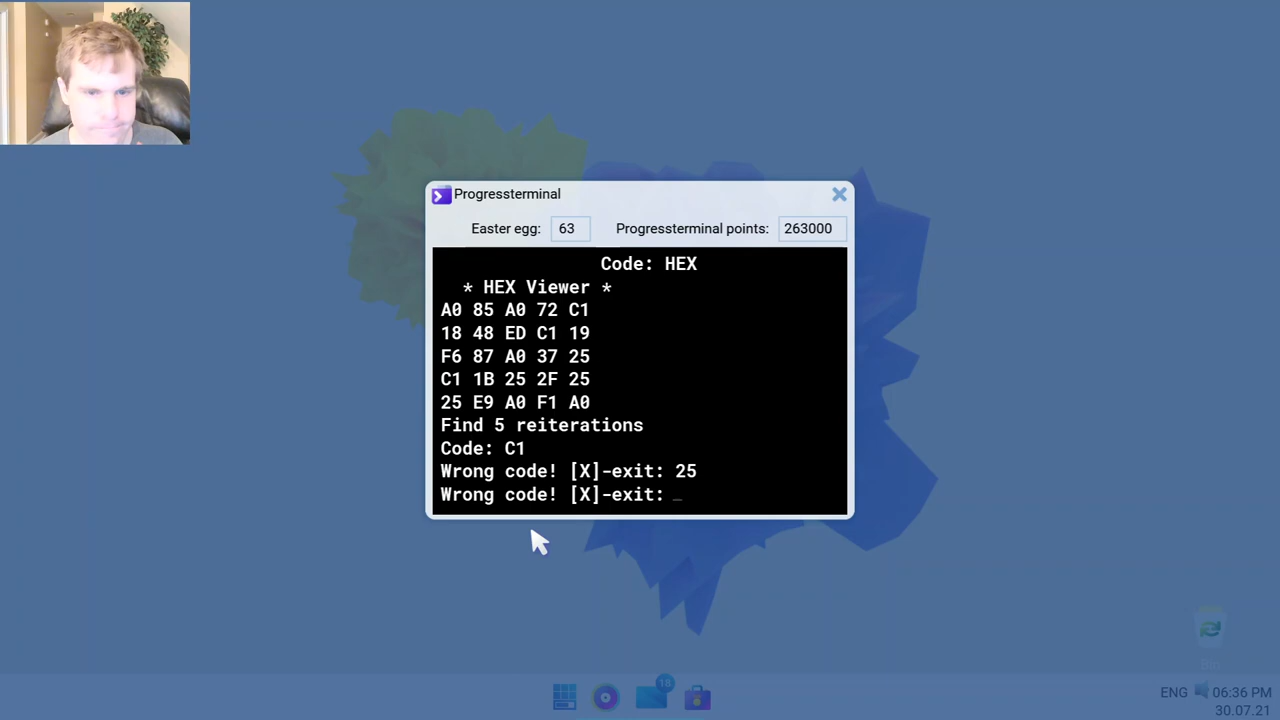 Progressterminal
Easter egg: 63 Progressterminal points: 263000
Code: HEX
* HEX Viewer *
A0 85 A0 72 C1
18 48 ED C1 19
F6 87 A0 37 25
C1 1B 25 2F 25
25 E9 A0 F1 A0
Find 5 reiterations
Code: C1
Wrong code! [X]-exit: 25
Wrong code! [X]-exit: _
Bin
18
ENG 06:36 PM
30.07.21